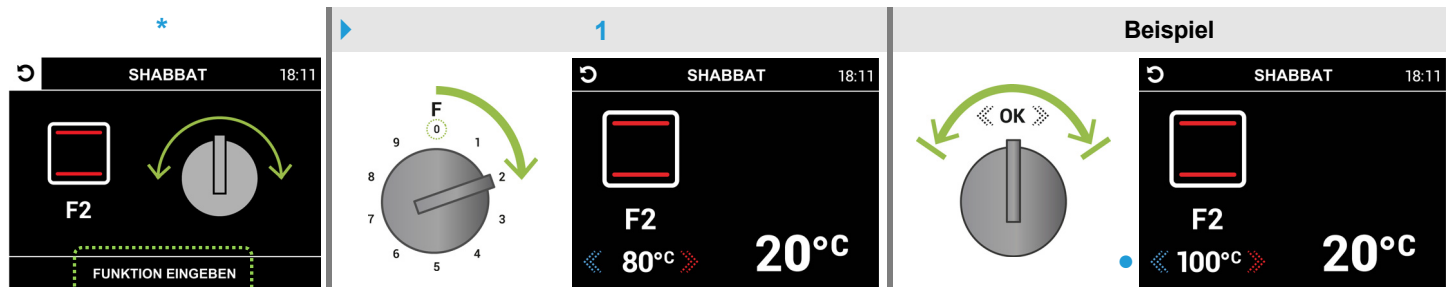 *
SHABBAT 18:11
F2
FUNKTION EINGEBEN
1
F
0
1
2
3
4
5
6
7
8
9
SHABBAT 18:11
F2
80°C
20°C
Beispiel
OK
SHABBAT 18:11
F2
100°C
20°C